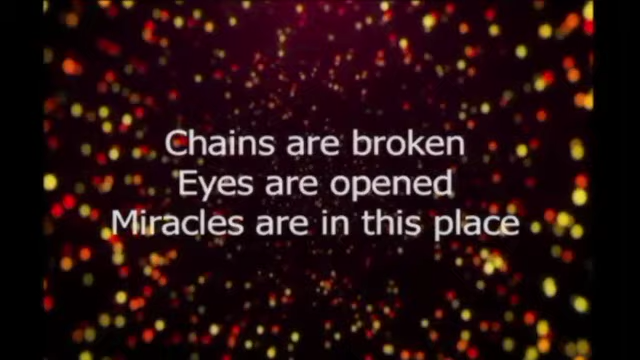 Chains are broken
Eyes are opened
Miracles are in this place